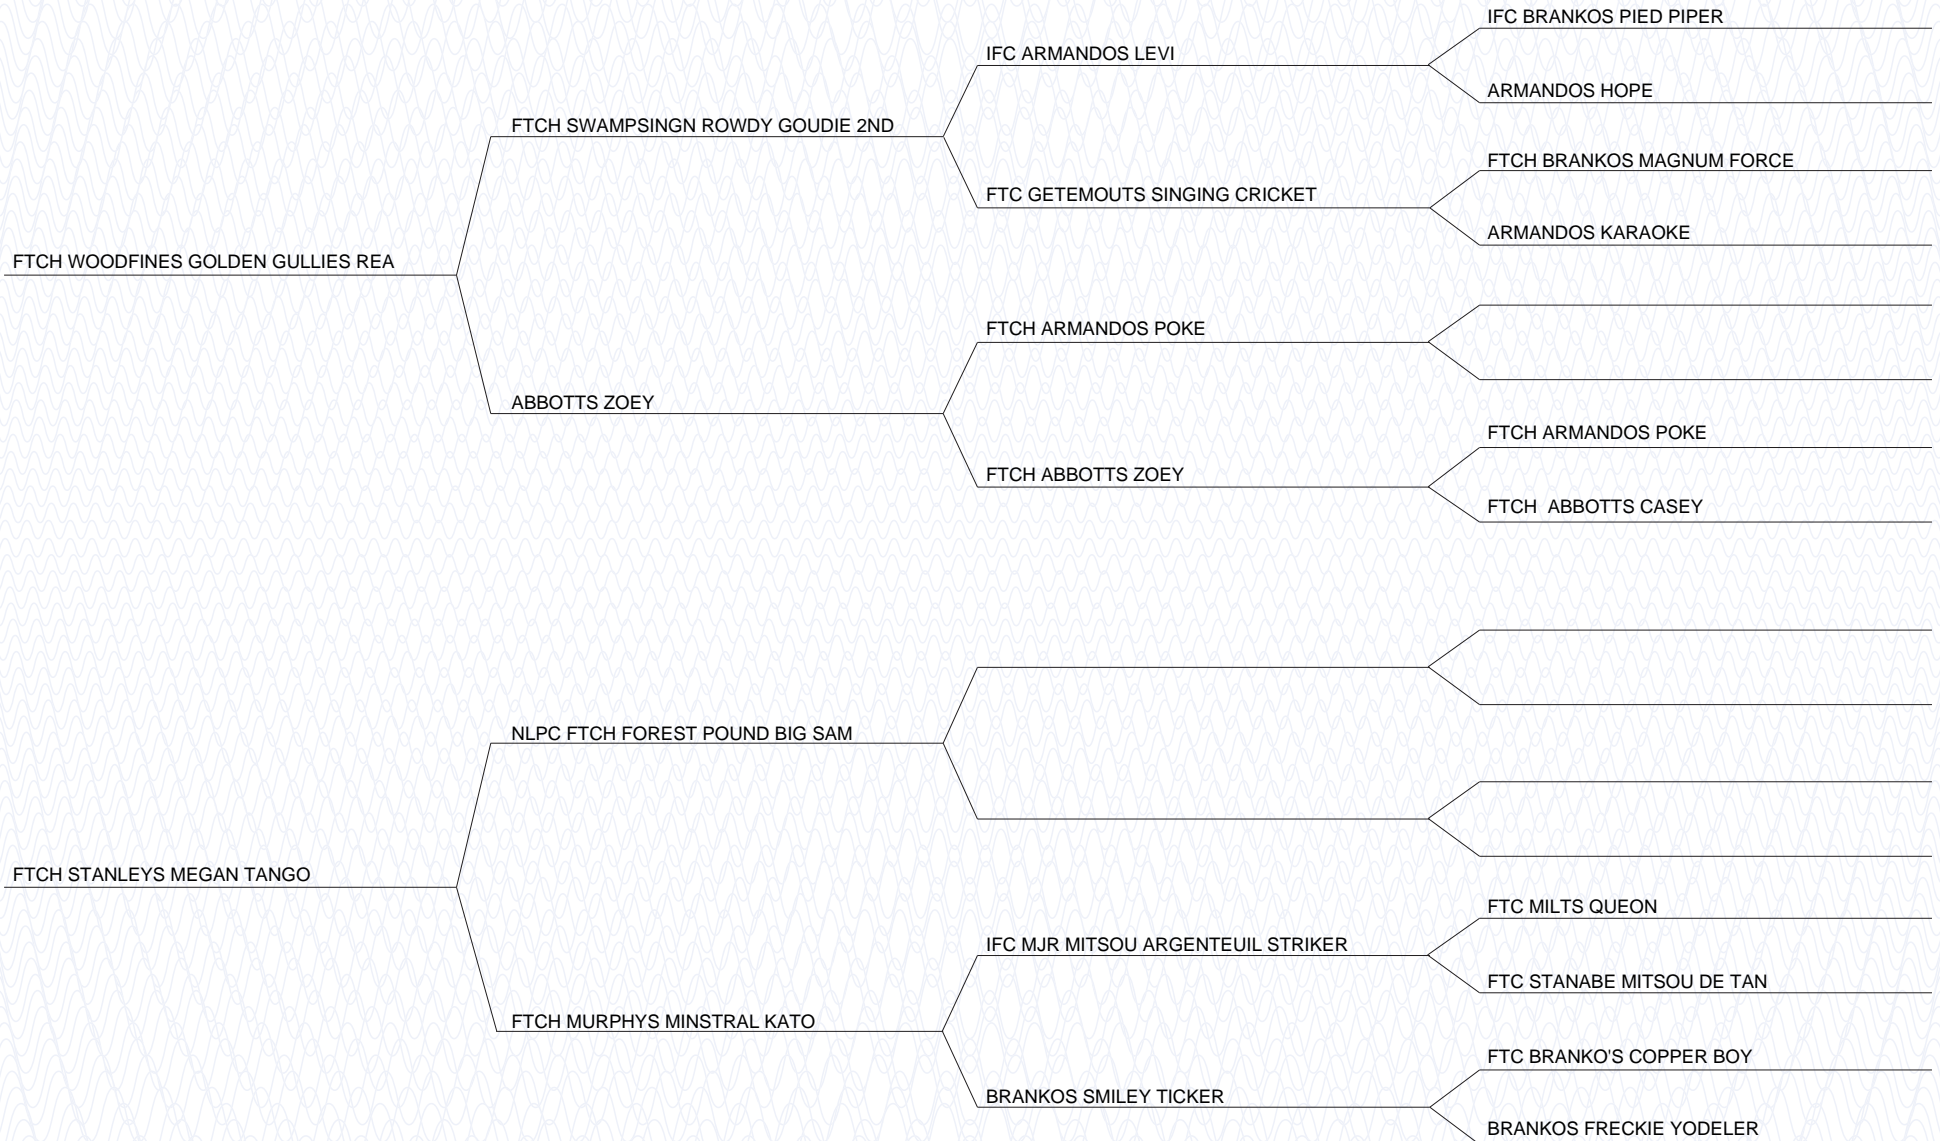 IFC BRANKOS PIED PIPER
IFC ARMANDOS LEVI
ARMANDOS HOPE
FTCH SWAMPSINGN ROWDY GOUDIE 2ND
FTCH BRANKOS MAGNUM FORCE
FTC GETEMOUTS SINGING CRICKET
ARMANDOS KARAOKE
FTCH WOODFINES GOLDEN GULLIES REA
FTCH ARMANDOS POKE
ABBOTTS ZOEY
FTCH ARMANDOS POKE
FTCH ABBOTTS ZOEY
FTCH  ABBOTTS CASEY
NLPC FTCH FOREST POUND BIG SAM
FTCH STANLEYS MEGAN TANGO
FTC MILTS QUEON
IFC MJR MITSOU ARGENTEUIL STRIKER
FTC STANABE MITSOU DE TAN
FTCH MURPHYS MINSTRAL KATO
FTC BRANKO'S COPPER BOY
BRANKOS SMILEY TICKER
BRANKOS FRECKIE YODELER